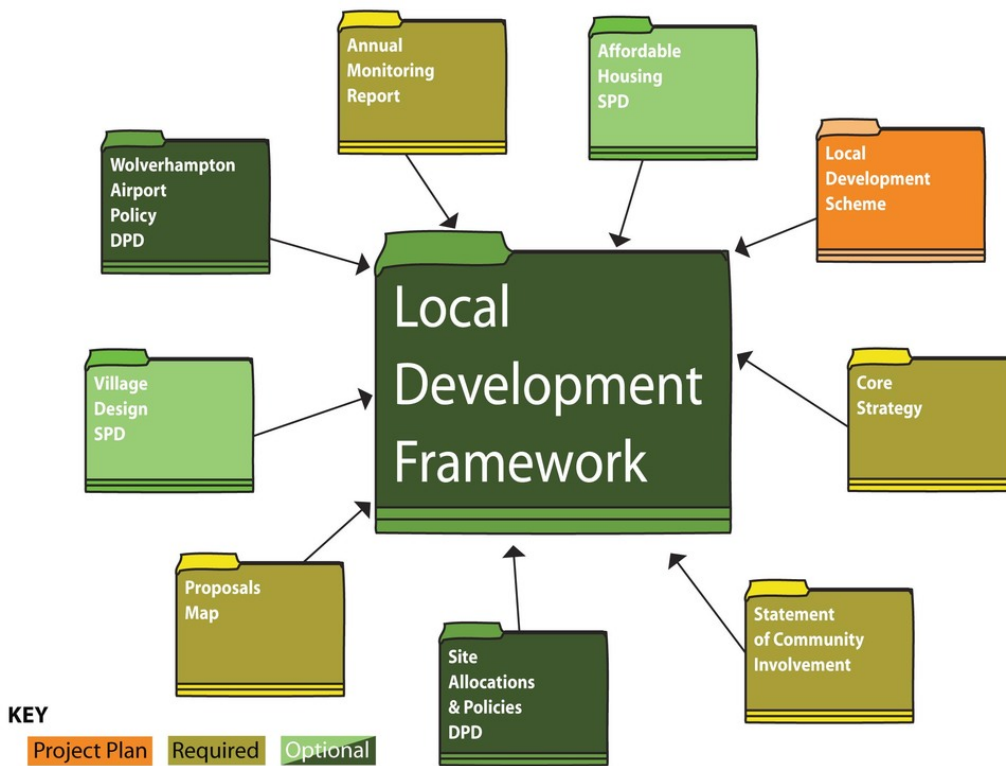 Annual
Monitoring
Report
Affordable
Housing
SPD
Wolverhampton
Airport
Policy
DPD
Local
Development
Scheme
Local
Development
Framework
Village
Design
SPD
Core
Strategy
Proposals
Map
Site
Allocations
& Policies
DPD
Statement
of Community
Involvement
KEY
Project Plan
Required
Optional